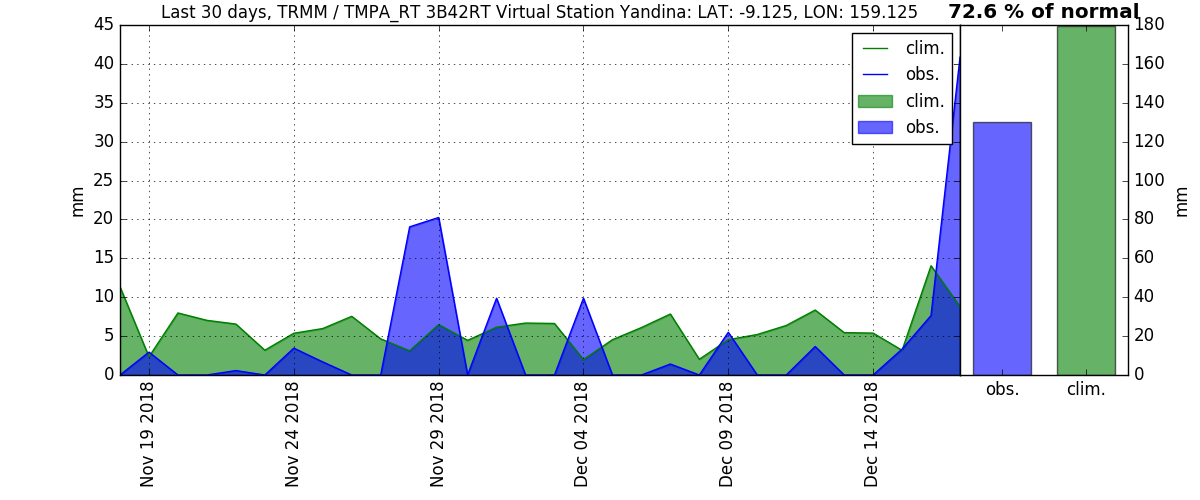 Last 30 days, TRMM / TMPA_RT 3B42RT Virtual Station Yandina: LAT: -9.125, LON: 159.125
72.6 % of normal
45
40
35
30
25
20
15
10
5
0
mm
clim.
obs.
clim.
obs.
Nov 19 2018
Nov 24 2018
Nov 29 2018
Dec 04 2018
Dec 09 2018
Dec 14 2018
obs.
clim.
180
160
140
120
100
80
60
40
20
0
mm